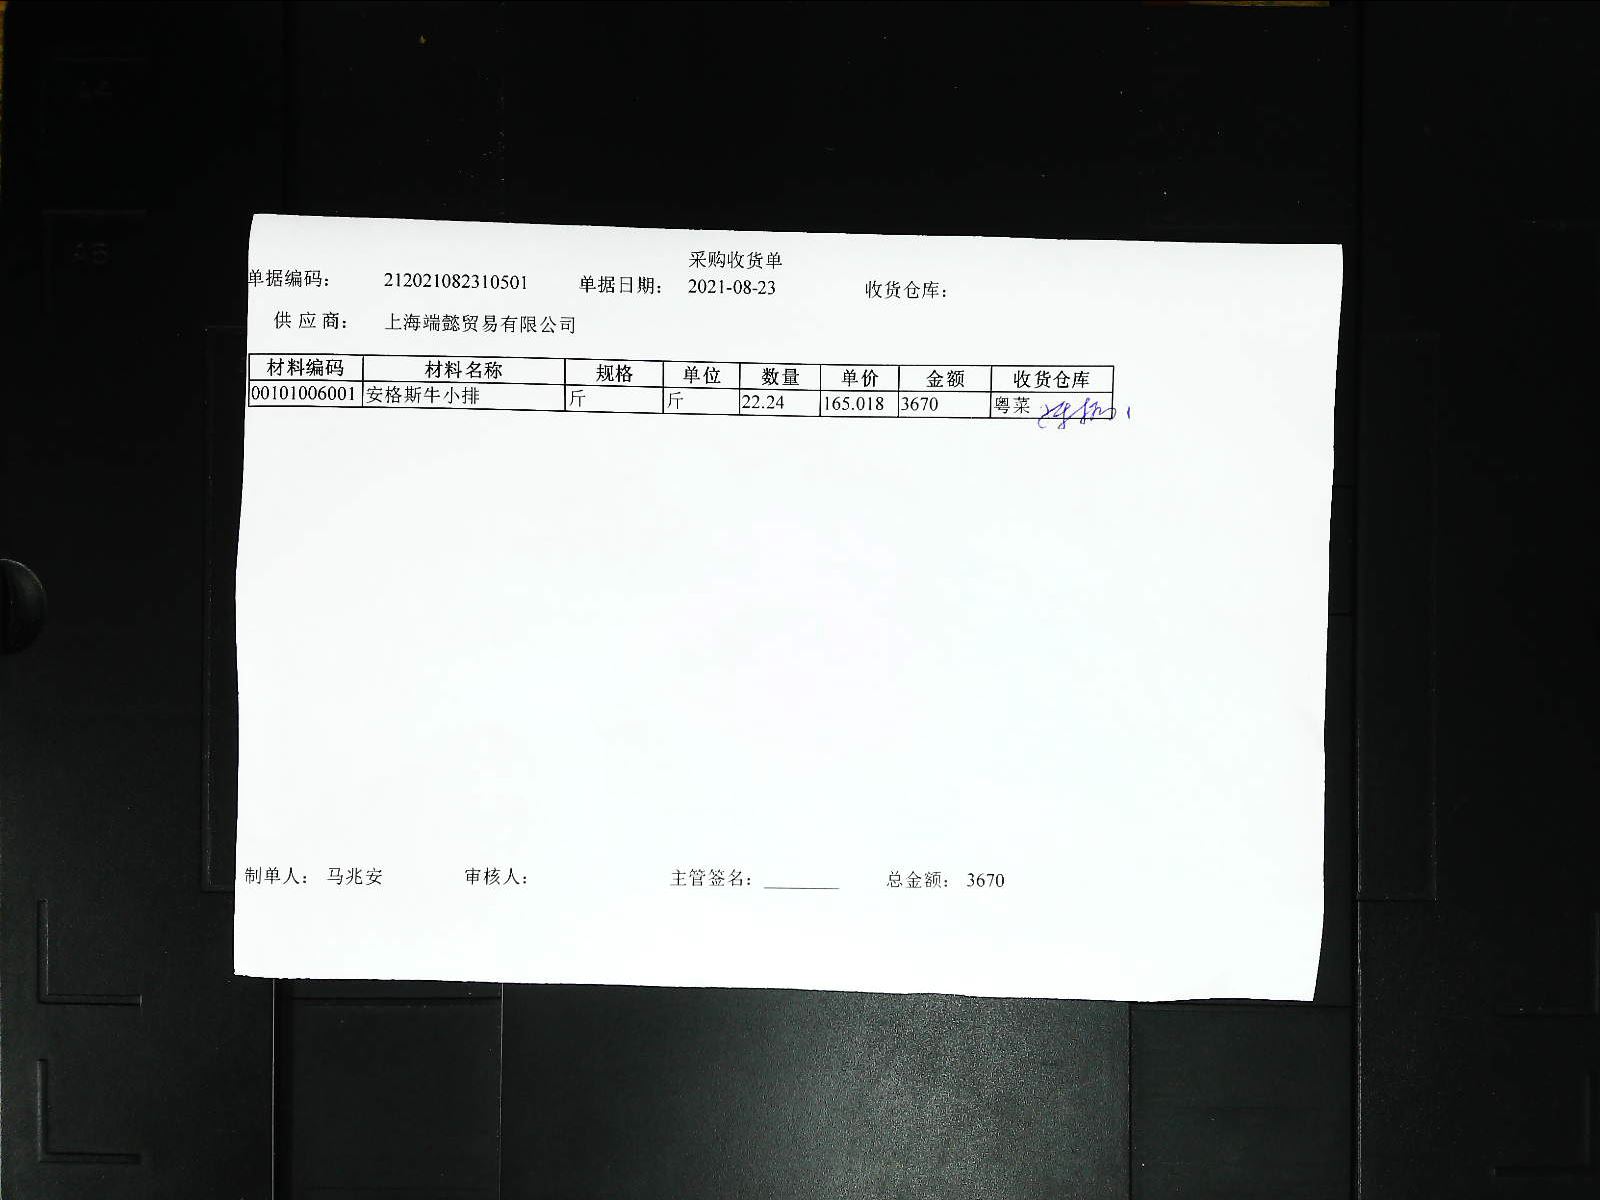 采购收货单
单据编码： 212021082310501 单据日期： 2021-08-23 收货仓库：
供应商： 上海端懿贸易有限公司
材料编码 材料名称 规格 单位 数量 单价 金额 收货仓库
00101006001 安格斯牛小排 斤 斤 22.24 165.018 3670 粤菜
制单人： 马兆安 审核人： 主管签名： 总金额： 3670